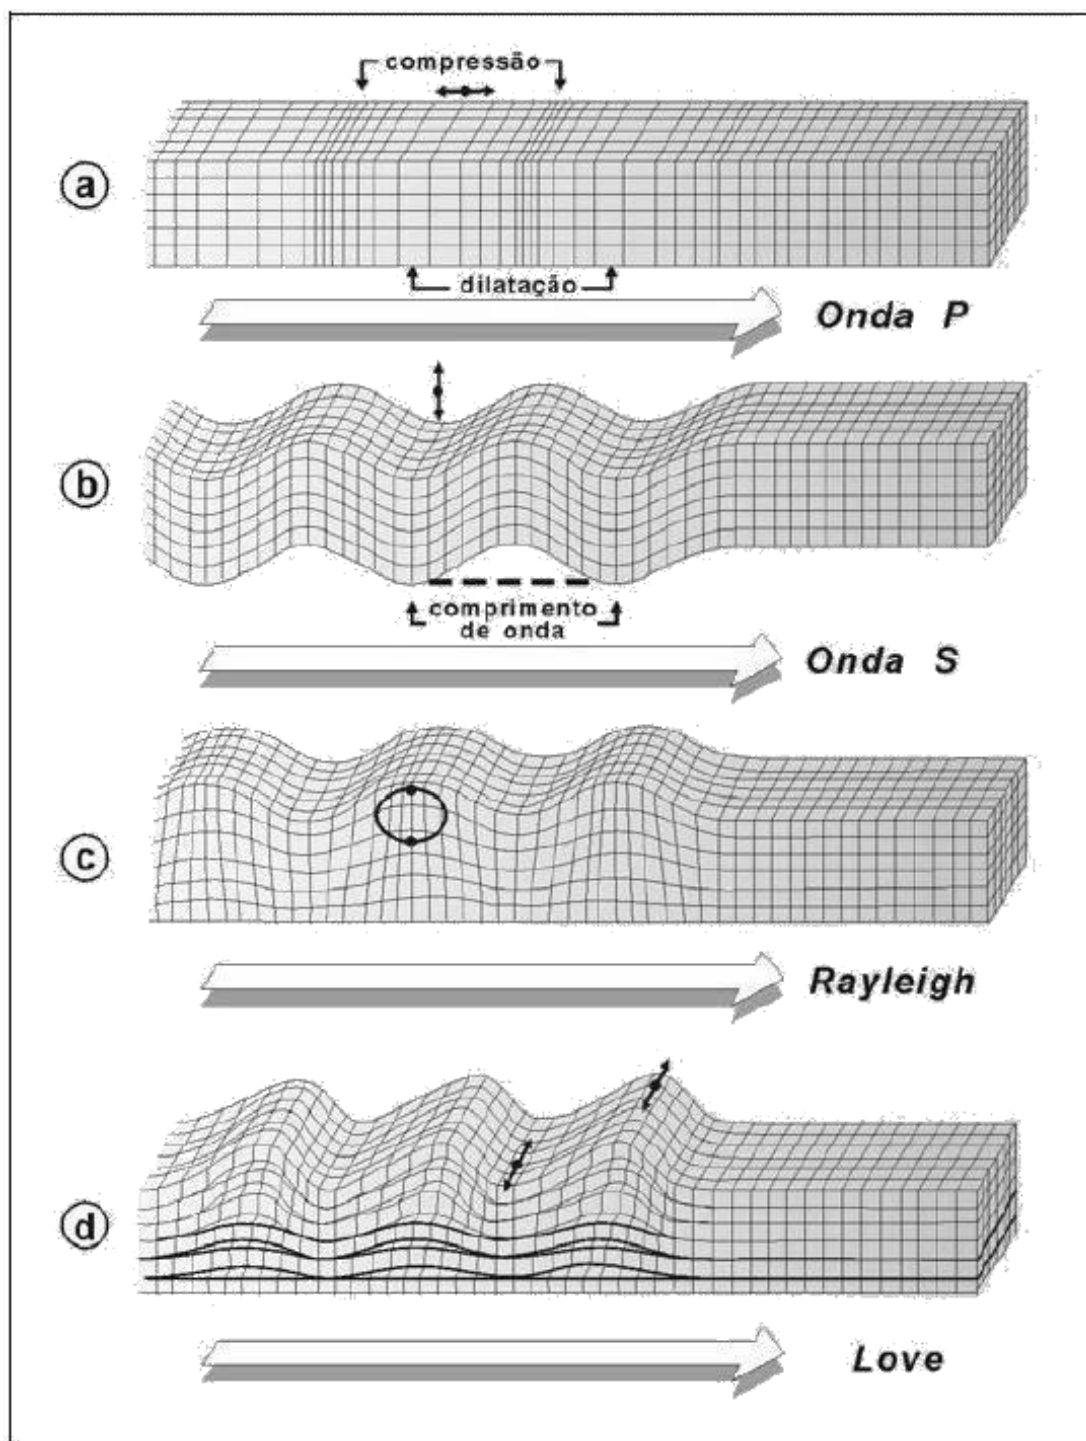 compressão
a
dilatação
Onda P
b
comprimento
de onda
Onda S
c
Rayleigh
d
Love